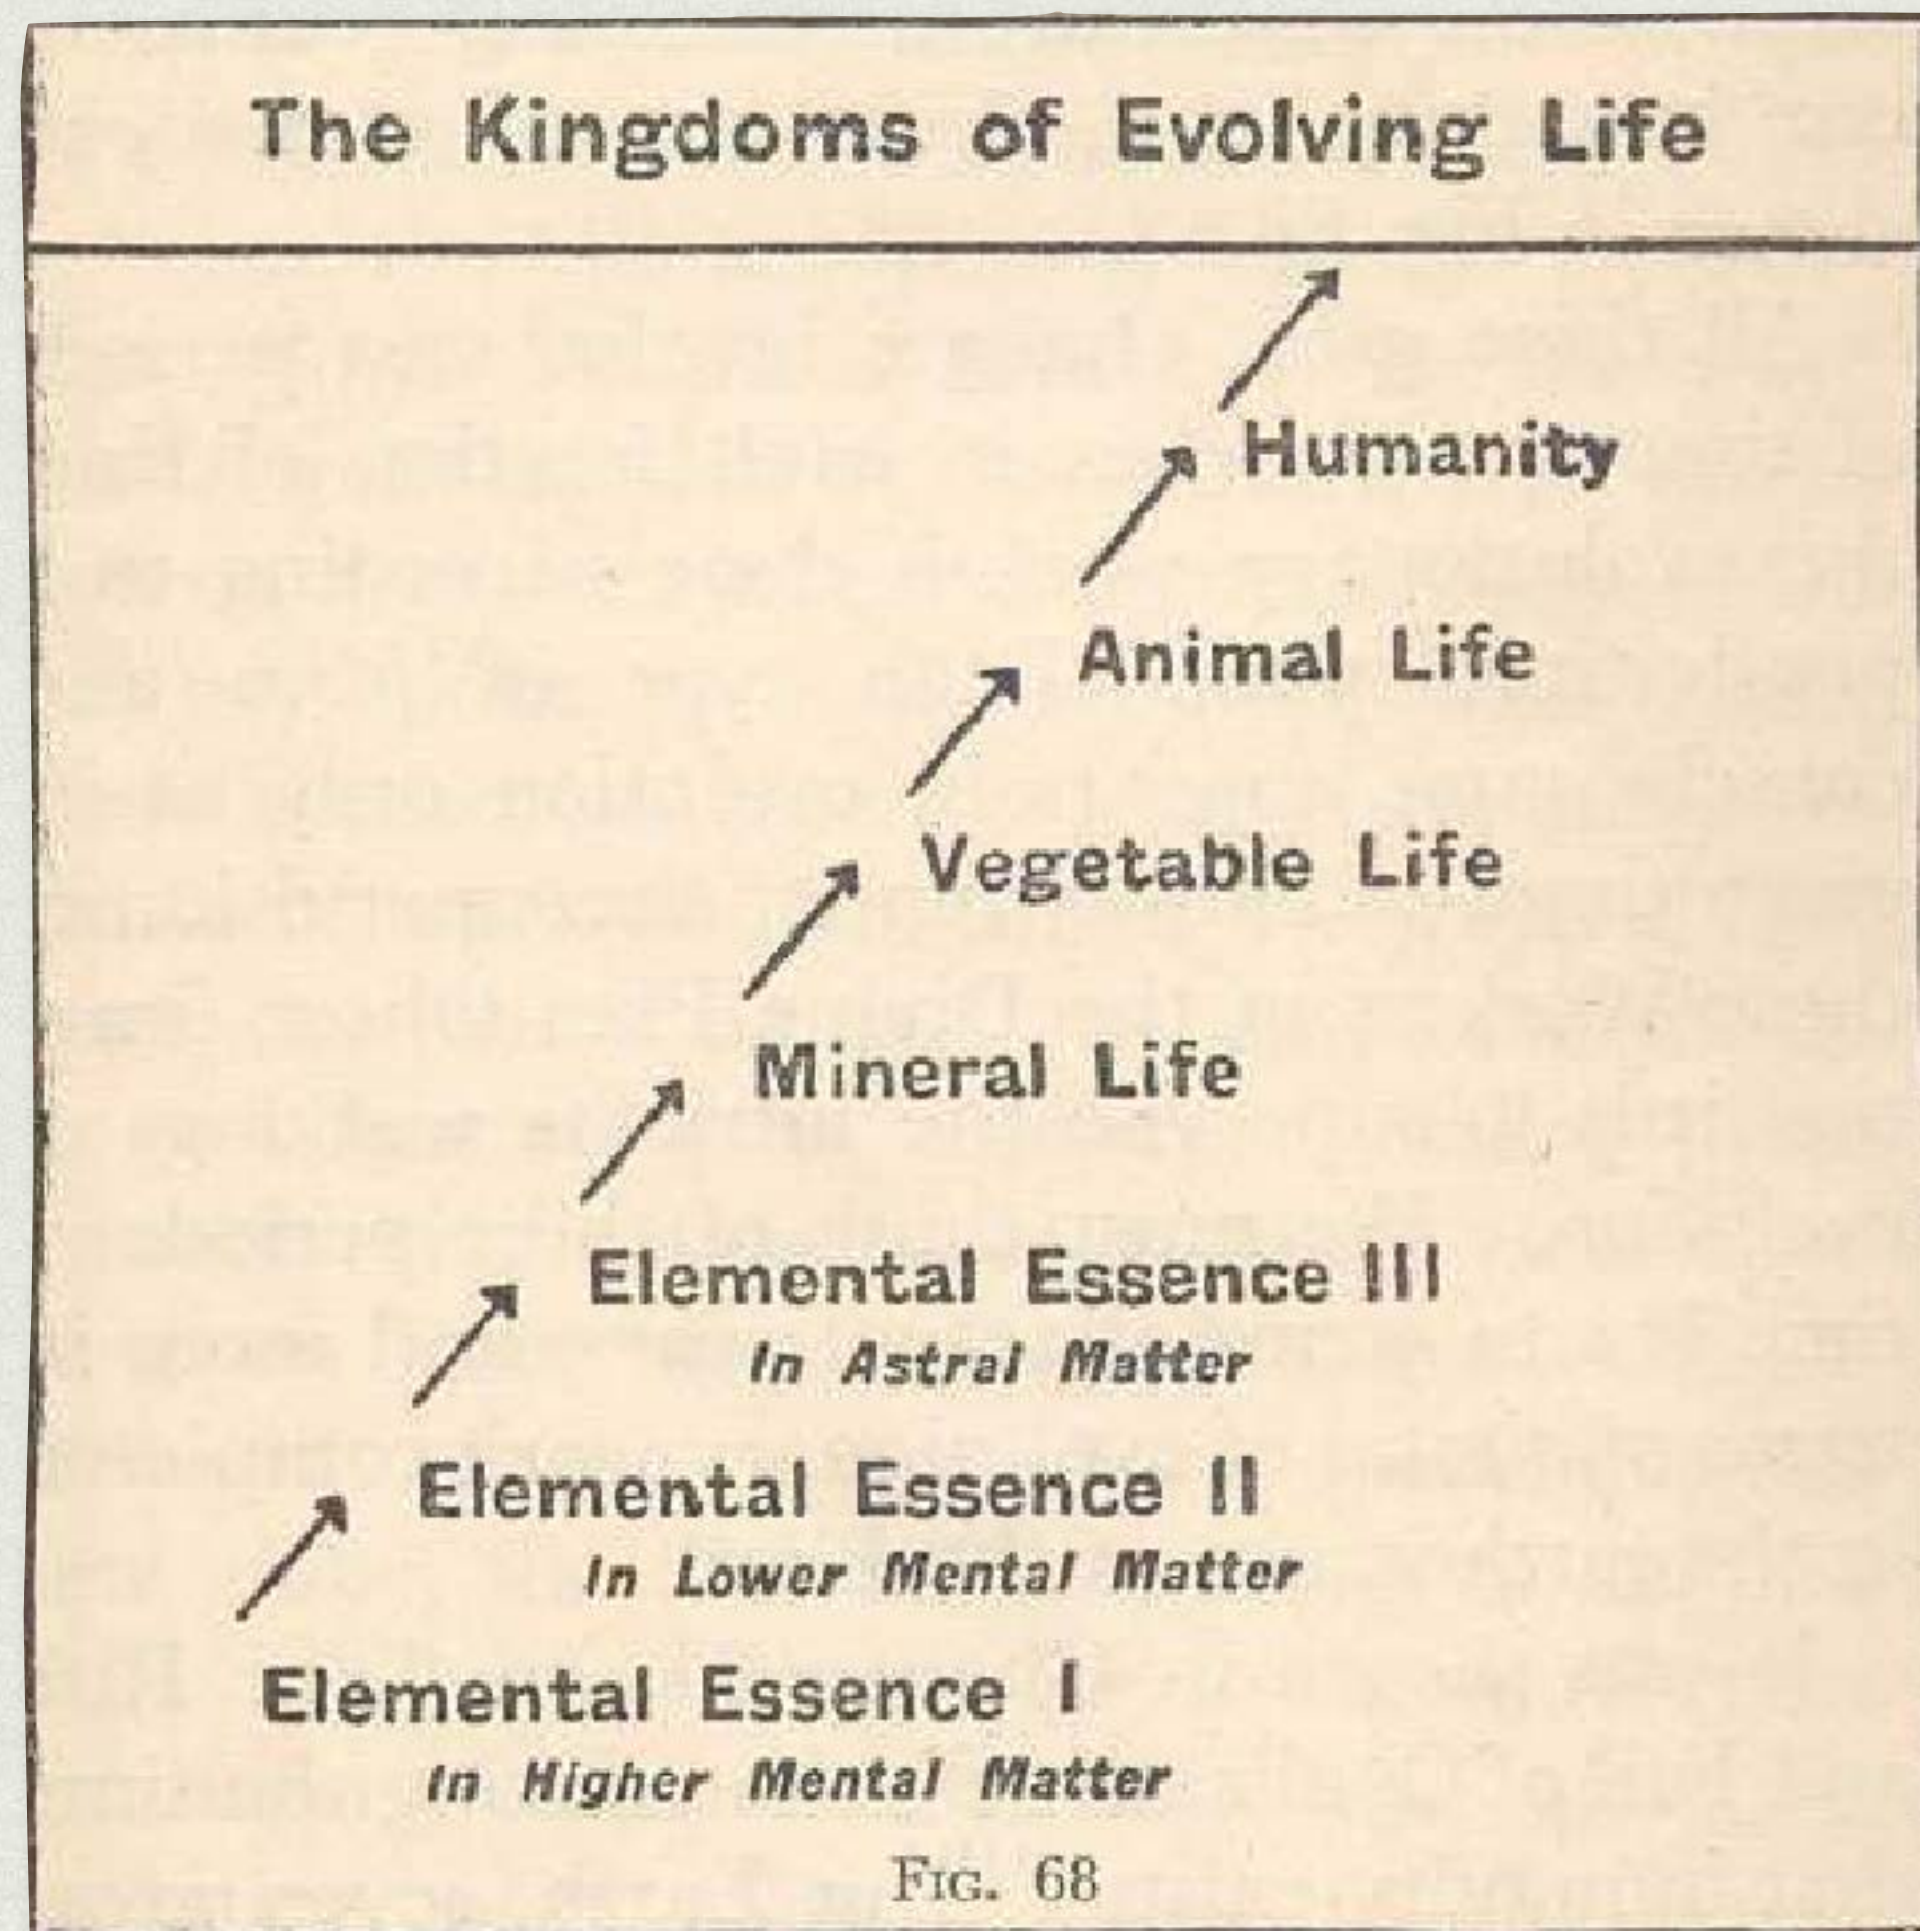 The Kingdoms of Evolving Life
Humanity
Animal Life
Vegetable Life
Mineral Life
Elemental Essence III
In Astral Matter
Elemental Essence II
In Lower Mental Matter
Elemental Essence I
In Higher Mental Matter
FIG. 68